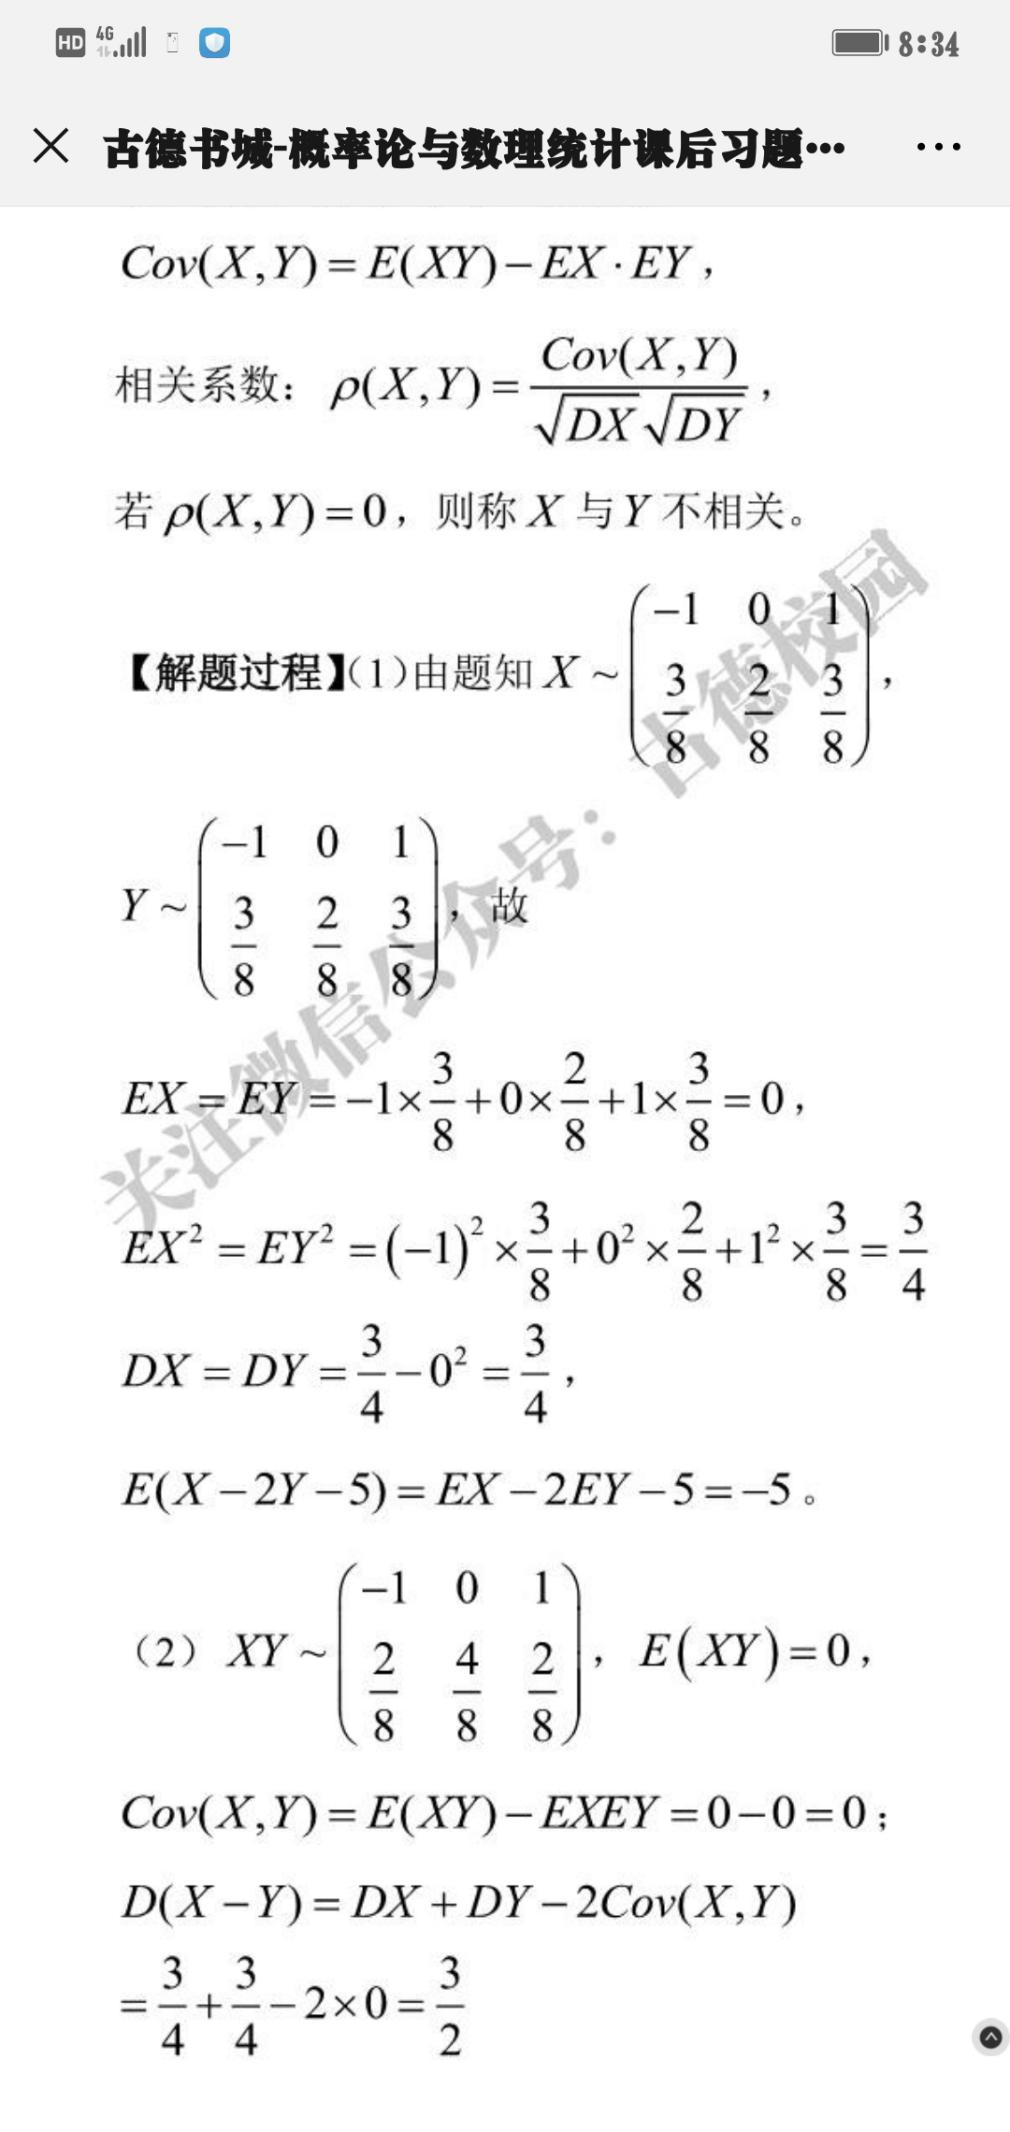 HD 4G 8:34
古德书城-概率论与数理统计课后习题…
Cov(X,Y)=E(XY)−EX·EY，
相关系数：ρ(X,Y)=Cov(X,Y)/(√DX√DY)，
若ρ(X,Y)=0，则称X与Y不相关。
【解题过程】(1)由题知X~(−1 0 1; 3/8 2/8 3/8)，
Y~(−1 0 1; 3/8 2/8 3/8)，故
EX=EY=−1×3/8+0×2/8+1×3/8=0，
EX²=EY²=(−1)²×3/8+0²×2/8+1²×3/8=3/4
DX=DY=3/4−0²=3/4，
E(X−2Y−5)=EX−2EY−5=−5。
（2）XY~(−1 0 1; 2/8 4/8 2/8)，E(XY)=0，
Cov(X,Y)=E(XY)−EXEY=0−0=0；
D(X−Y)=DX+DY−2Cov(X,Y)
=3/4+3/4−2×0=3/2
关注微信公众号：古德校园